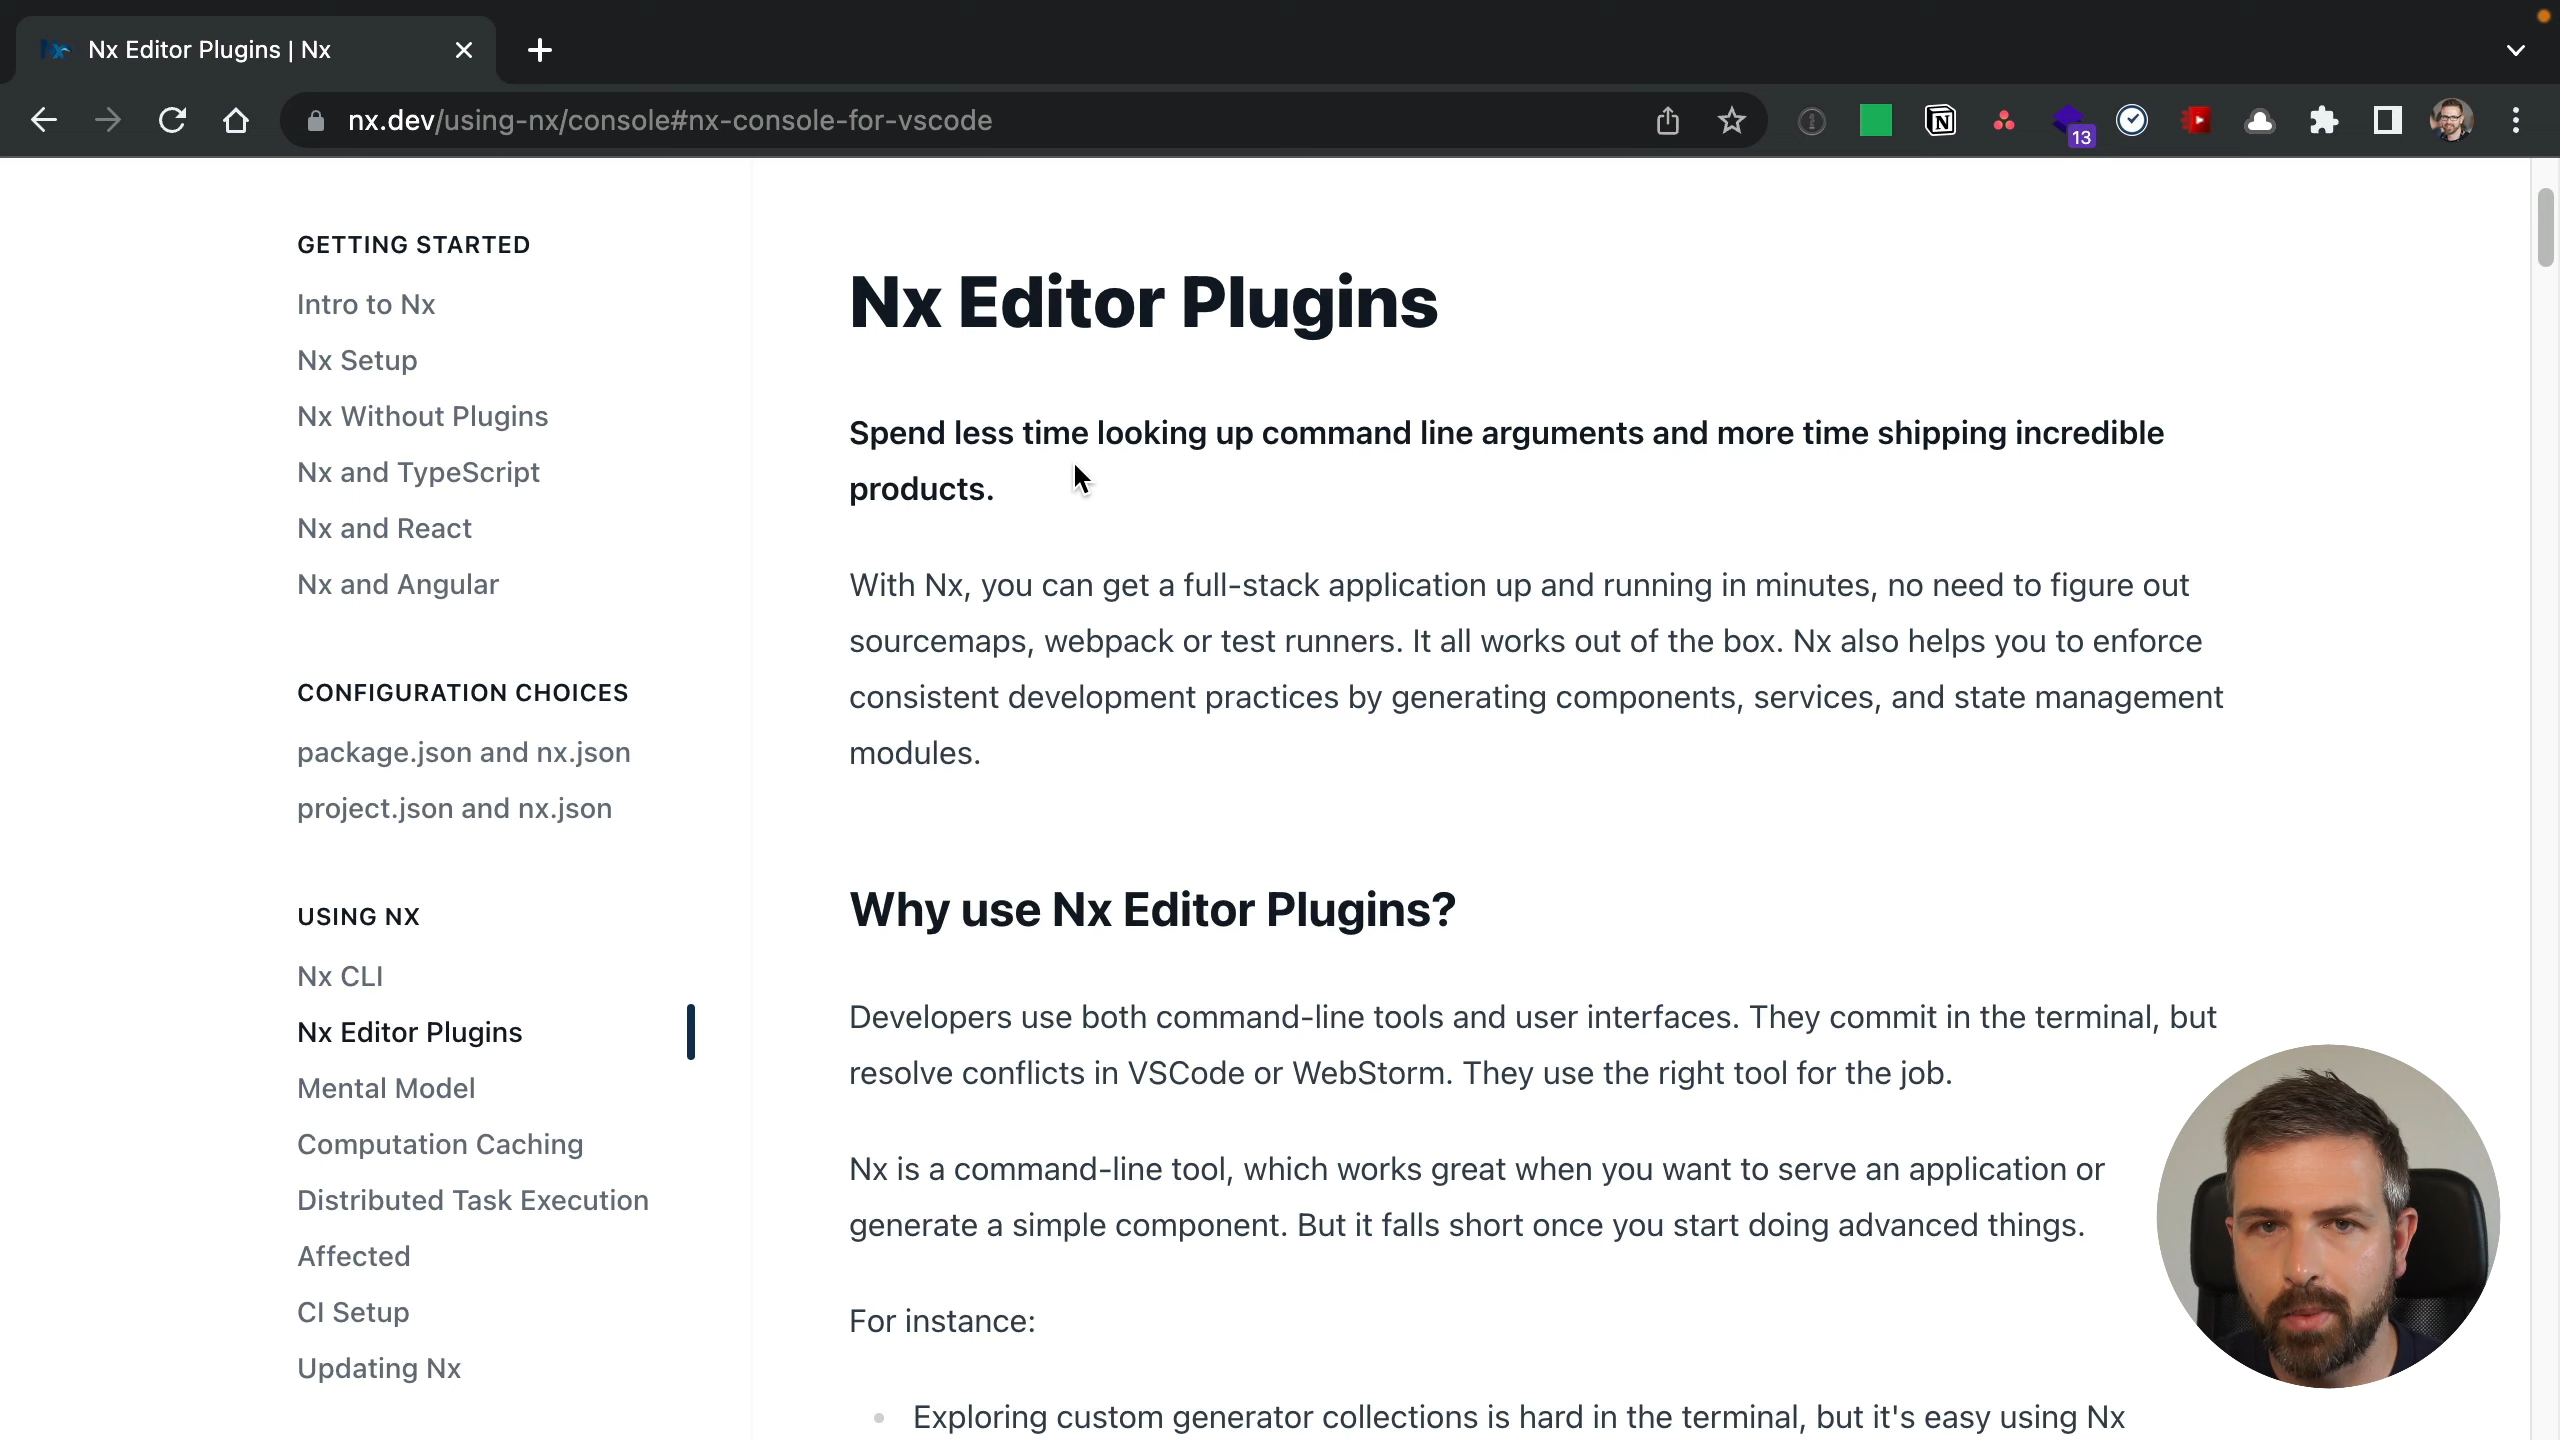 Nx Editor Plugins | Nx
nx.dev/using-nx/console#nx-console-for-vscode
13
GETTING STARTED
Intro to Nx
Nx Setup
Nx Without Plugins
Nx and TypeScript
Nx and React
Nx and Angular
CONFIGURATION CHOICES
package.json and nx.json
project.json and nx.json
USING NX
Nx CLI
Nx Editor Plugins
Mental Model
Computation Caching
Distributed Task Execution
Affected
CI Setup
Updating Nx
Nx Editor Plugins
Spend less time looking up command line arguments and more time shipping incredible
products.
With Nx, you can get a full-stack application up and running in minutes, no need to figure out
sourcemaps, webpack or test runners. It all works out of the box. Nx also helps you to enforce
consistent development practices by generating components, services, and state management
modules.
Why use Nx Editor Plugins?
Developers use both command-line tools and user interfaces. They commit in the terminal, but
resolve conflicts in VSCode or WebStorm. They use the right tool for the job.
Nx is a command-line tool, which works great when you want to serve an application or
generate a simple component. But it falls short once you start doing advanced things.
For instance:
Exploring custom generator collections is hard in the terminal, but it's easy using Nx